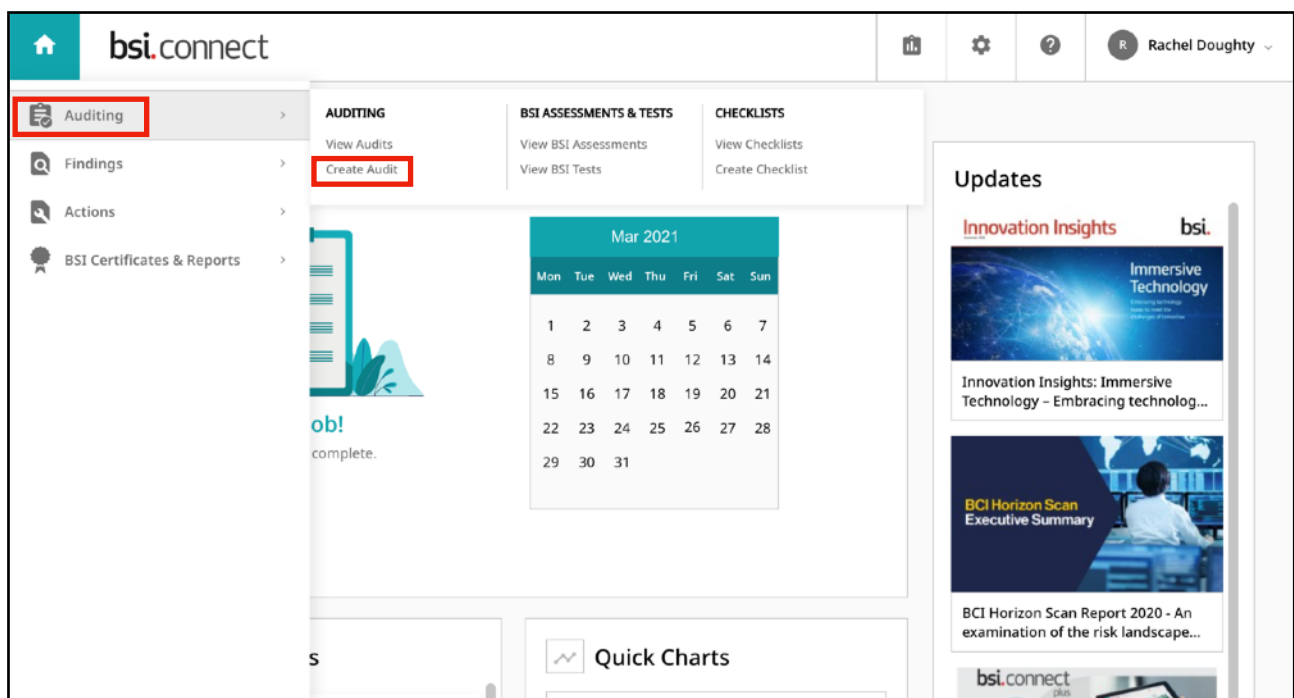 bsi.connect
R Rachel Doughty
Auditing
Findings
Actions
BSI Certificates & Reports
AUDITING
View Audits
Create Audit
BSI ASSESSMENTS & TESTS
View BSI Assessments
View BSI Tests
CHECKLISTS
View Checklists
Create Checklist
ob!
complete.
Mar 2021
Mon Tue Wed Thu Fri Sat Sun
1 2 3 4 5 6 7
8 9 10 11 12 13 14
15 16 17 18 19 20 21
22 23 24 25 26 27 28
29 30 31
s
Quick Charts
Updates
Innovation Insights bsi.
Immersive
Technology
Innovation Insights: Immersive
Technology – Embracing technolog...
BCI Horizon Scan
Executive Summary
BCI Horizon Scan Report 2020 - An
examination of the risk landscape...
bsi.connect
plus